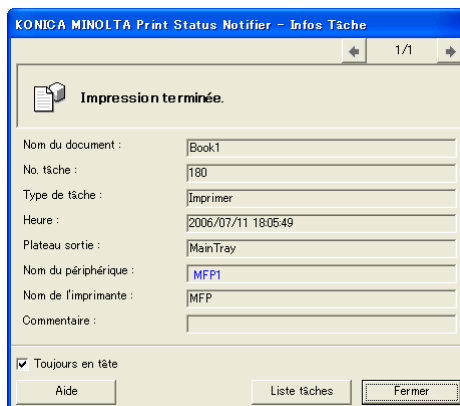 KONICA MINOLTA Print Status Notifier - Infos Tâche
1/1
Impression terminée.
Nom du document : Book1
No. tâche : 180
Type de tâche : Imprimer
Heure : 2006/07/11 18:05:49
Plateau sortie : MainTray
Nom du périphérique : MFP1
Nom de l'imprimante : MFP
Commentaire :
Toujours en tête
Aide Liste tâches Fermer